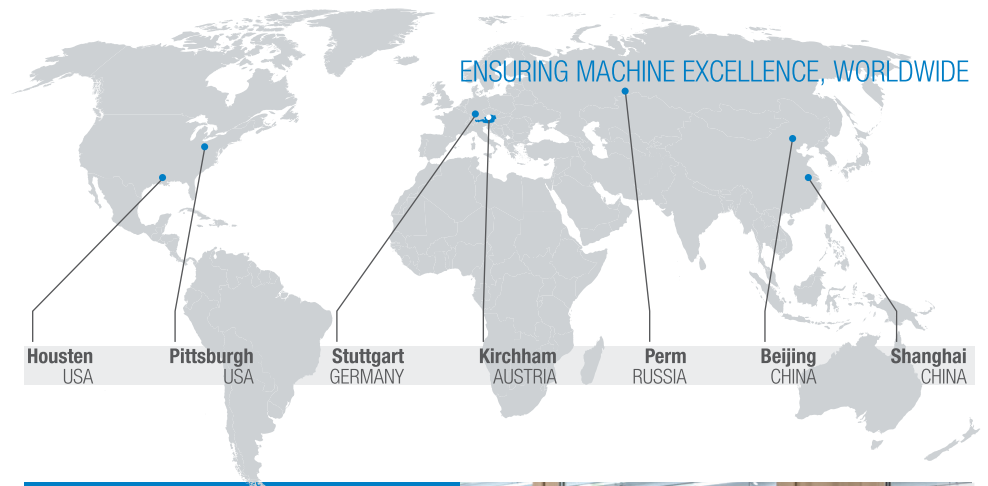 ENSURING MACHINE EXCELLENCE, WORLDWIDE
Housten
USA
Pittsburgh
USA
Stuttgart
GERMANY
Kirchham
AUSTRIA
Perm
RUSSIA
Beijing
CHINA
Shanghai
CHINA